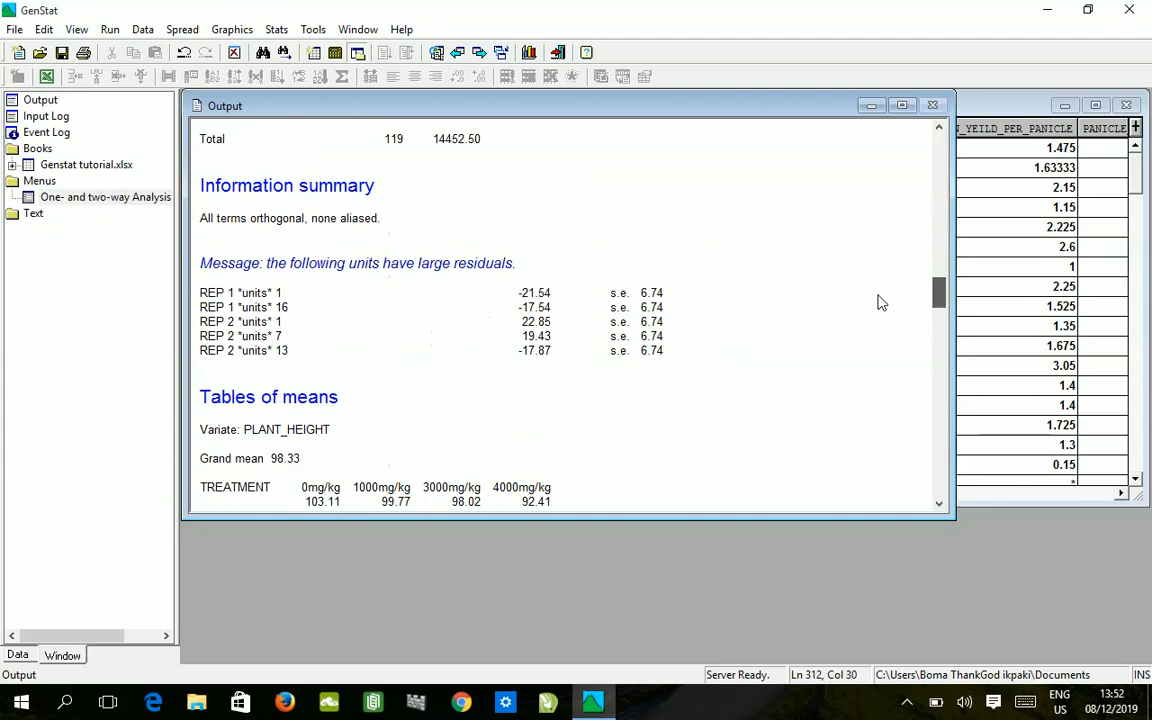 GenStat
File Edit View Run Data Spread Graphics Stats Tools Window Help
Output
Input Log
Event Log
Books
Genstat tutorial.xlsx
Menus
One- and two-way Analysis
Text
Data Window
Output
Total 119 14452.50
Information summary
All terms orthogonal, none aliased.
Message: the following units have large residuals.
REP 1 *units* 1 -21.54 s.e. 6.74
REP 1 *units* 16 -17.54 s.e. 6.74
REP 2 *units* 1 22.85 s.e. 6.74
REP 2 *units* 7 19.43 s.e. 6.74
REP 2 *units* 13 -17.87 s.e. 6.74
Tables of means
Variate: PLANT_HEIGHT
Grand mean 98.33
TREATMENT 0mg/kg 1000mg/kg 3000mg/kg 4000mg/kg
103.11 99.77 98.02 92.41
N_YEILD_PER_PANICLE PANICLE
1.475
1.63333
2.15
1.15
2.225
2.6
1
2.25
1.525
1.35
1.675
3.05
1.4
1.4
1.725
1.3
0.15
*
Output Server Ready. Ln 312, Col 30 C:\Users\Boma ThankGod ikpaki\Documents INS
ENG
US
13:52
08/12/2019